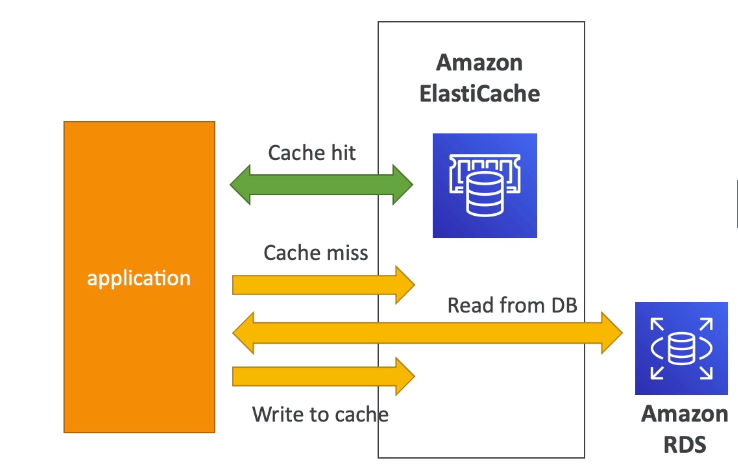 Amazon
ElastiCache
Cache hit
Cache miss
application
Read from DB
Write to cache
Amazon
RDS